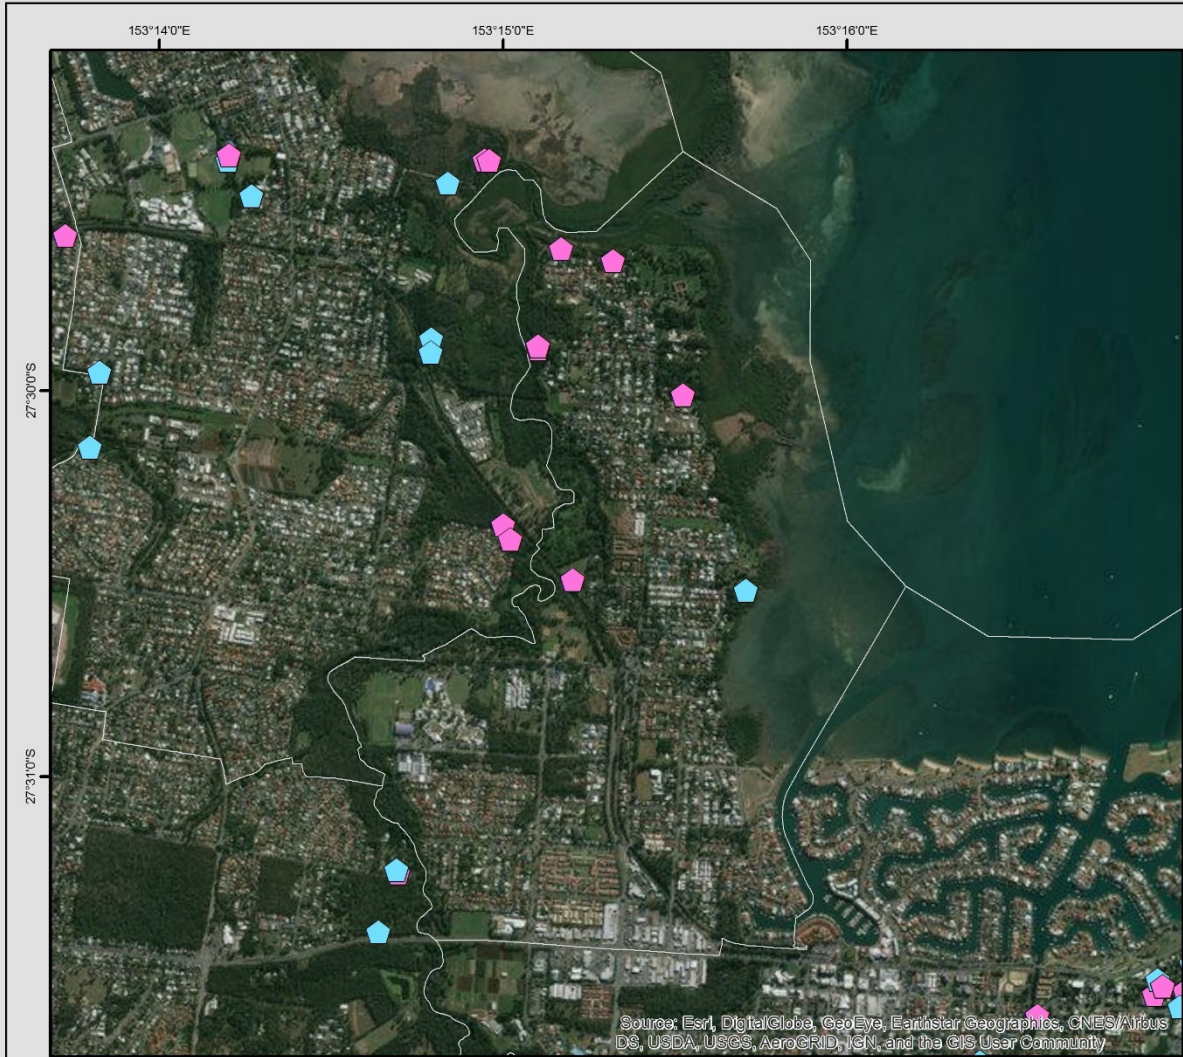 153°14'0"E 153°15'0"E 153°16'0"E
27°30'0"S
27°31'0"S
Source: Esri, DigitalGlobe, GeoEye, Earthstar Geographics, CNES/Airbus
DS, USDA, USGS, AeroGRID, IGN, and the GIS User Community